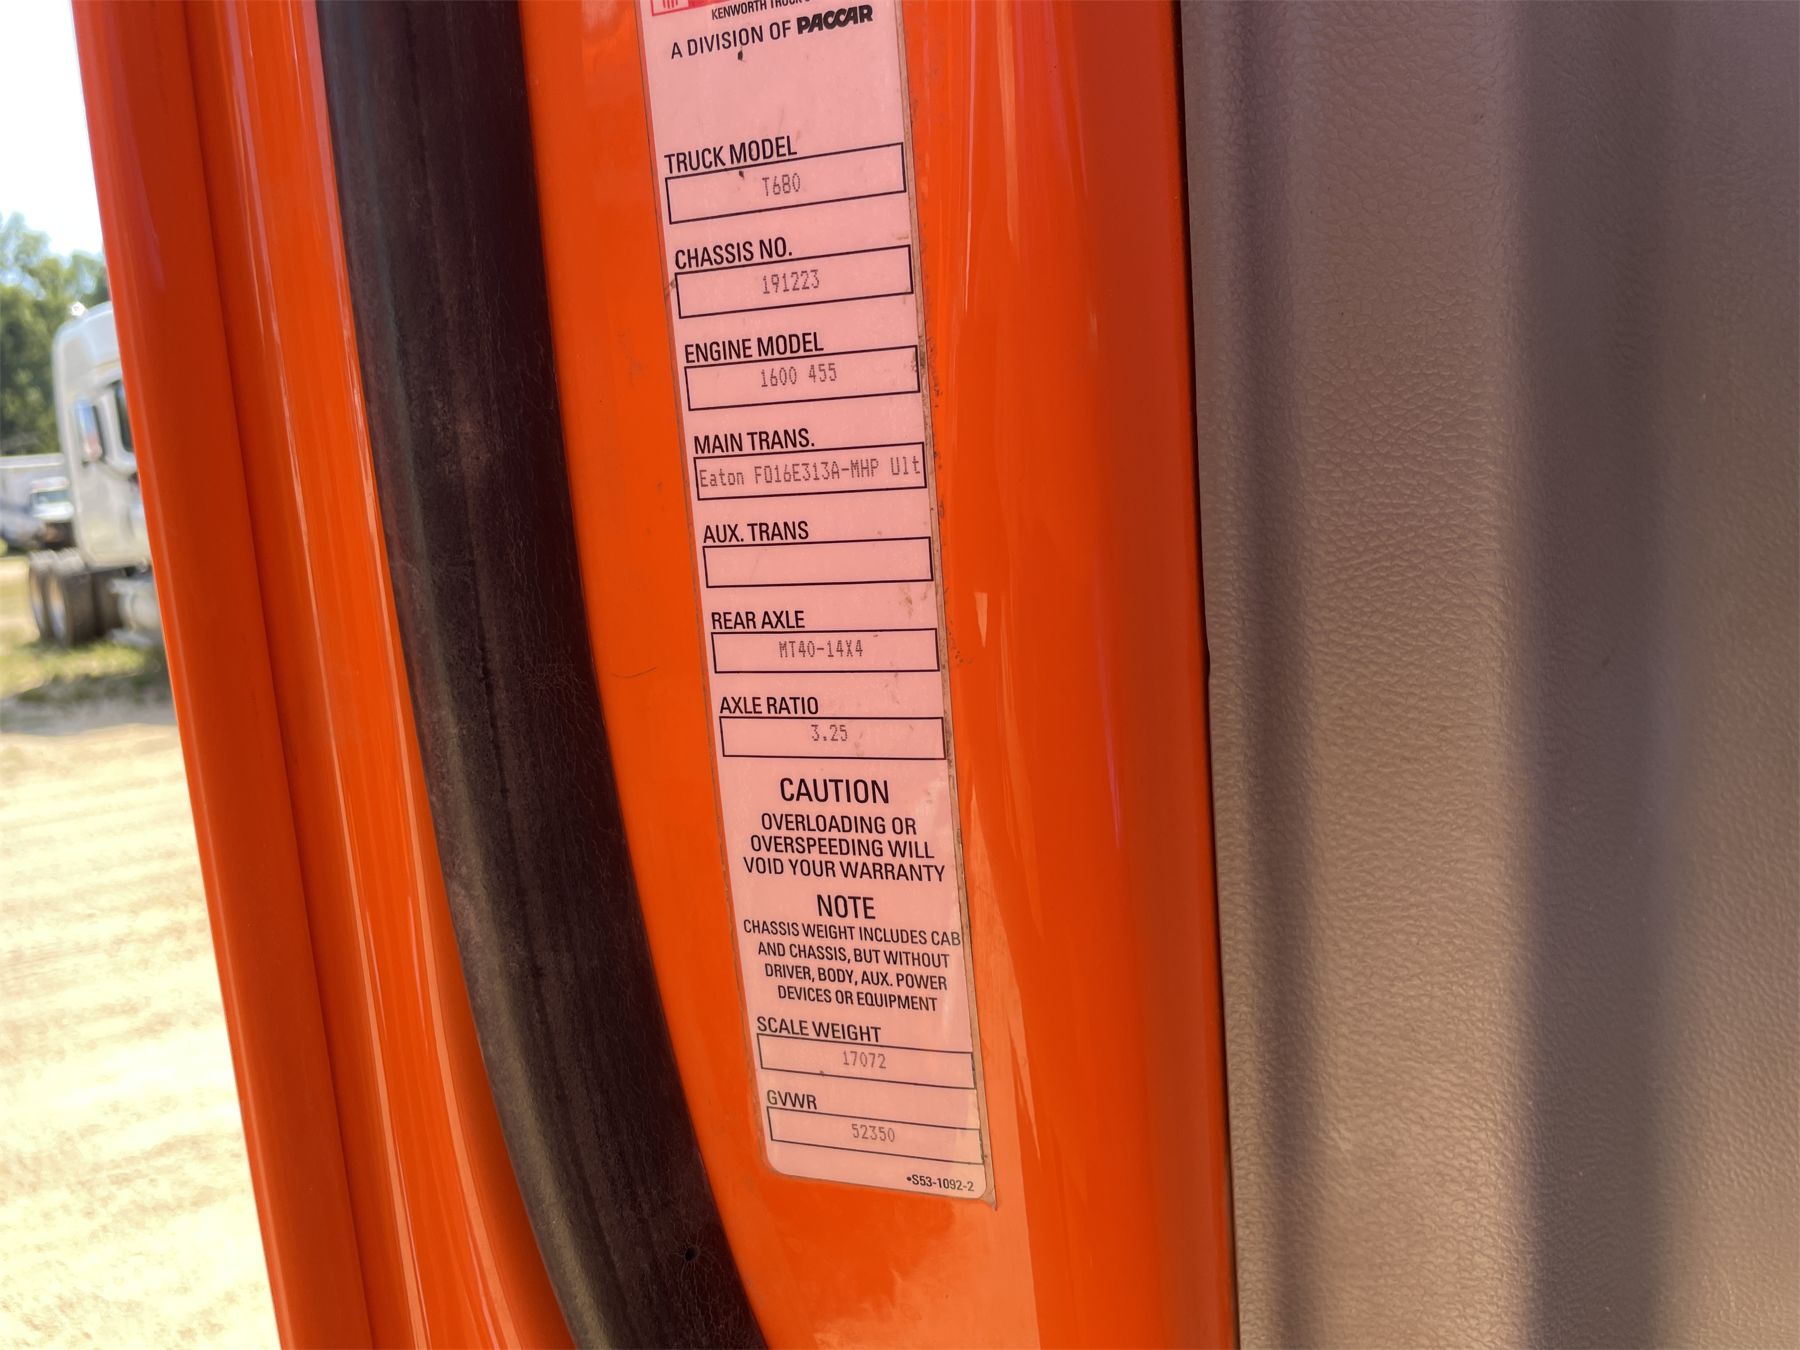 KENWORTH TRUCK
A DIVISION OF PACCAR
TRUCK MODEL
T680
CHASSIS NO.
191223
ENGINE MODEL
1600 455
MAIN TRANS.
Eaton FO16E313A-MHP Ult
AUX. TRANS
REAR AXLE
MT40-14X4
AXLE RATIO
3.25
CAUTION
OVERLOADING OR
OVERSPEEDING WILL
VOID YOUR WARRANTY
NOTE
CHASSIS WEIGHT INCLUDES CAB
AND CHASSIS, BUT WITHOUT
DRIVER, BODY, AUX. POWER
DEVICES OR EQUIPMENT
SCALE WEIGHT
17072
GVWR
52350
•S53-1092-2